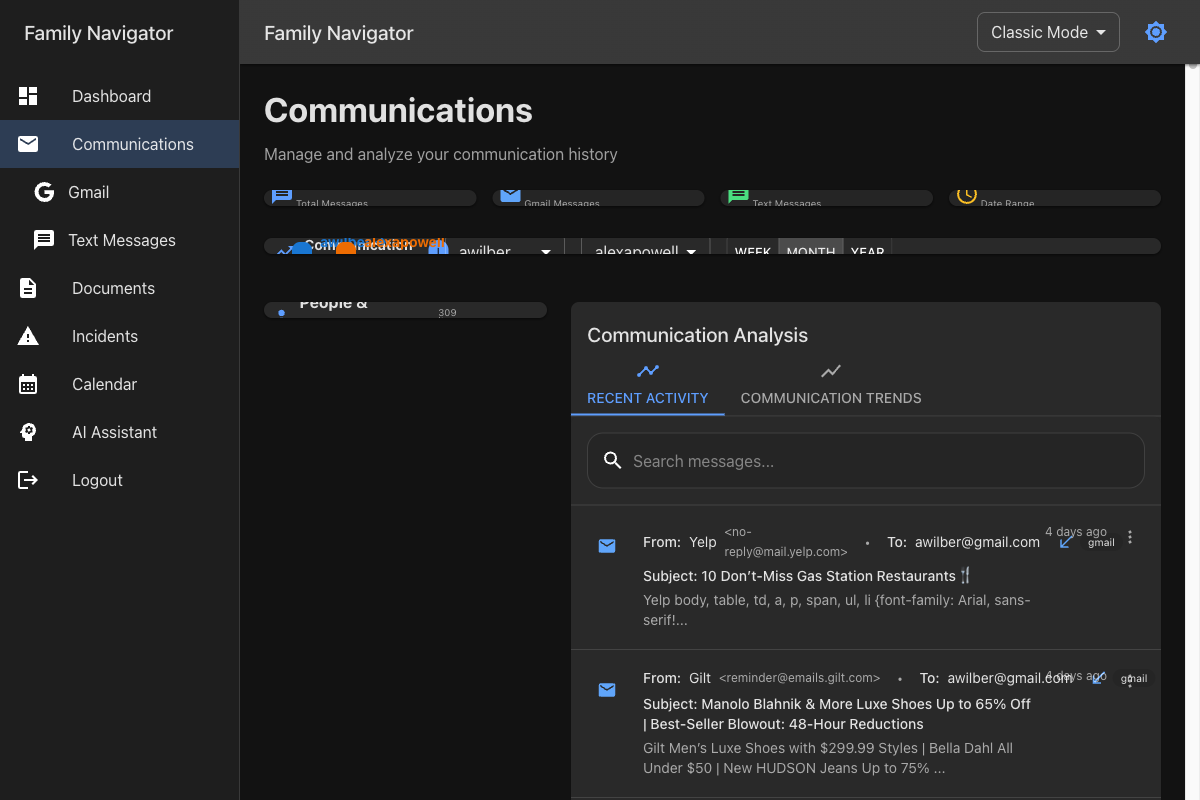 Family Navigator
Dashboard
Communications
Gmail
Text Messages
Documents
Incidents
Calendar
AI Assistant
Logout
Family Navigator
Classic Mode
Communications
Manage and analyze your communication history
Total Messages
Gmail Messages
Text Messages
Date Range
Communication
alexapowell
awilber
alexapowell
WEEK
MONTH
YEAR
People &
309
Communication Analysis
RECENT ACTIVITY
COMMUNICATION TRENDS
Search messages...
From: Yelp <no-reply@mail.yelp.com> • To: awilber@gmail.com
4 days ago
gmail
Subject: 10 Don’t-Miss Gas Station Restaurants🍴
Yelp body, table, td, a, p, span, ul, li {font-family: Arial, sans-
serif!...
From: Gilt <reminder@emails.gilt.com> • To: awilber@gmail.com
4 days ago
gmail
Subject: Manolo Blahnik & More Luxe Shoes Up to 65% Off
| Best-Seller Blowout: 48-Hour Reductions
Gilt Men’s Luxe Shoes with $299.99 Styles | Bella Dahl All
Under $50 | New HUDSON Jeans Up to 75% ...